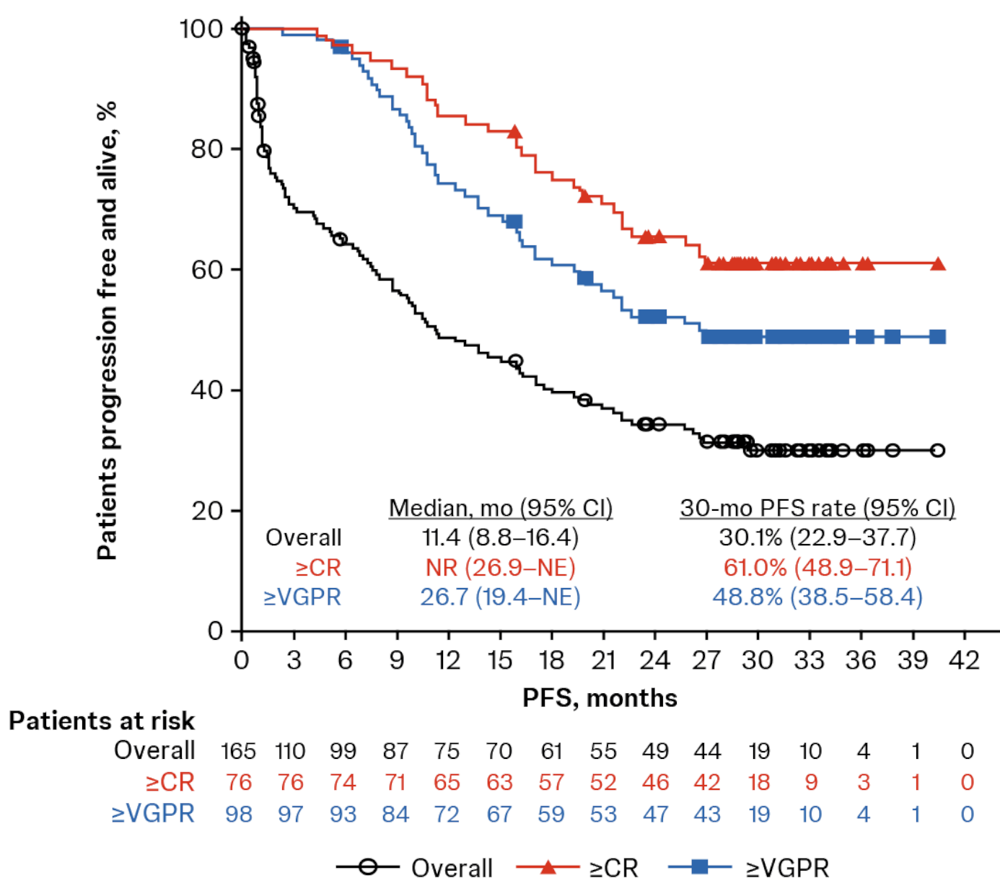 Patients progression free and alive, %
100
80
60
40
20
0
Median, mo (95% CI) 30-mo PFS rate (95% CI)
Overall 11.4 (8.8–16.4) 30.1% (22.9–37.7)
≥CR NR (26.9–NE) 61.0% (48.9–71.1)
≥VGPR 26.7 (19.4–NE) 48.8% (38.5–58.4)
0 3 6 9 12 15 18 21 24 27 30 33 36 39 42
PFS, months
Patients at risk
Overall 165 110 99 87 75 70 61 55 49 44 19 10 4 1 0
≥CR 76 76 74 71 65 63 57 52 46 42 18 9 3 1 0
≥VGPR 98 97 93 84 72 67 59 53 47 43 19 10 4 1 0
Overall ≥CR ≥VGPR